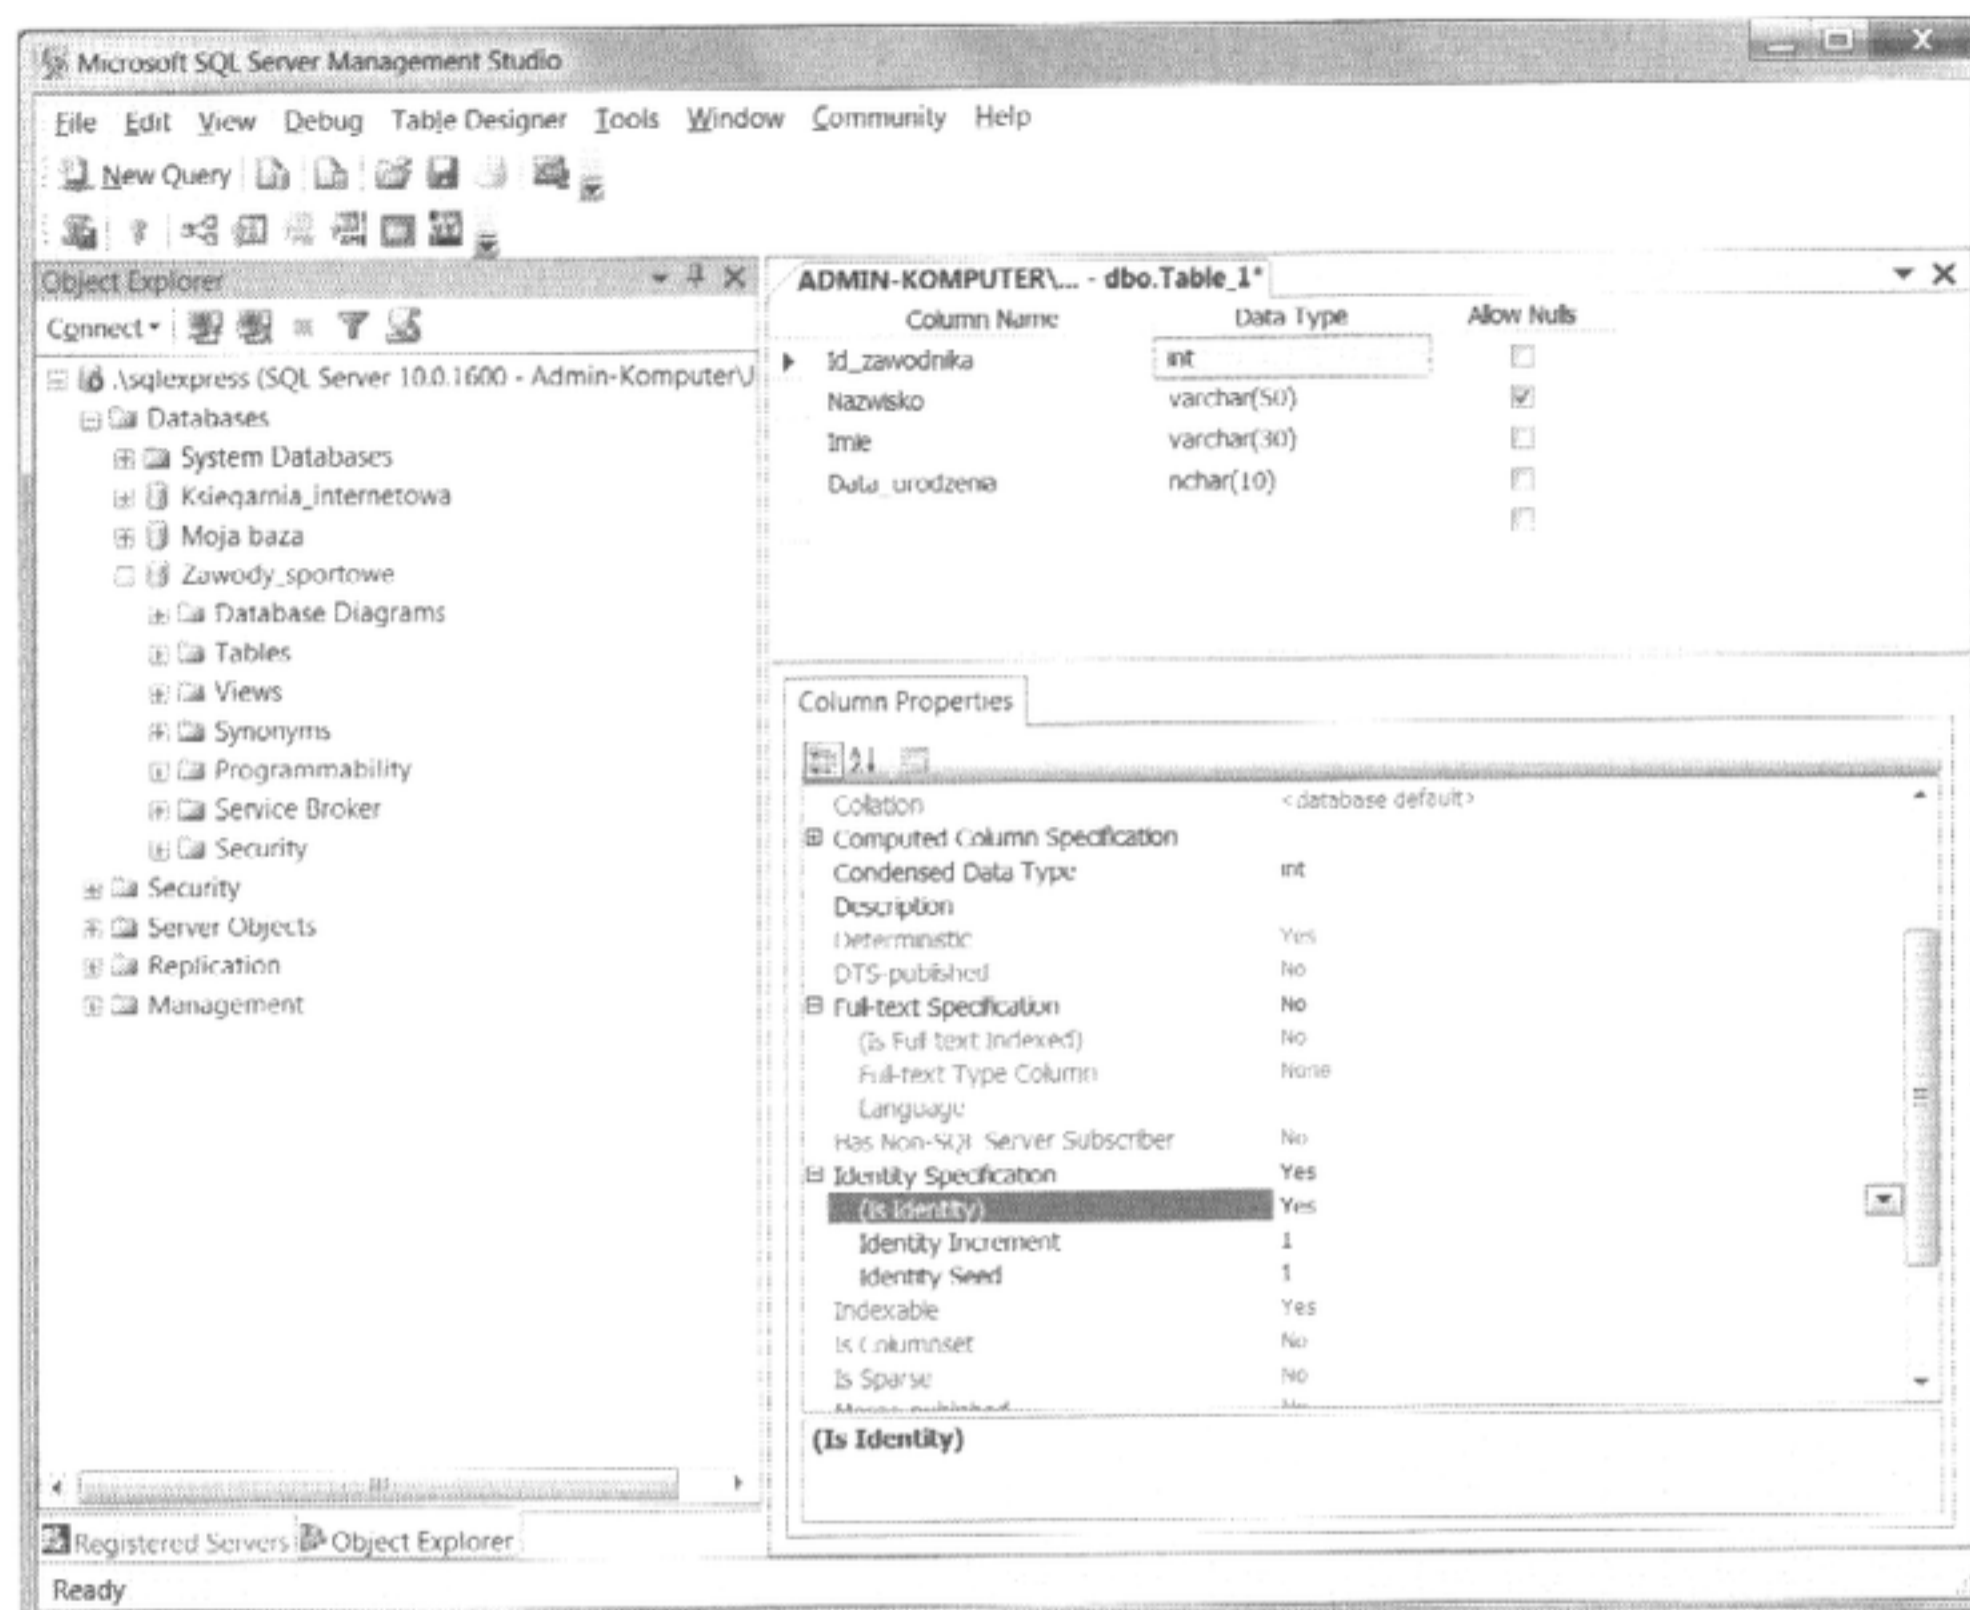 Microsoft SQL Server Management Studio
File Edit View Debug Table Designer Tools Window Community Help
New Query
Object Explorer
Connect
.\sqlexpress (SQL Server 10.0.1600 - Admin-Komputer\J
Databases
System Databases
Ksiegarnia_internetowa
Moja baza
Zawody_sportowe
Database Diagrams
Tables
Views
Synonyms
Programmability
Service Broker
Security
Security
Server Objects
Replication
Management
Registered Servers Object Explorer
Ready
ADMIN-KOMPUTER\... - dbo.Table_1*
Column Name Data Type Allow Nulls
Id_zawodnika int
Nazwisko varchar(50)
Imie varchar(30)
Data_urodzenia nchar(10)
Column Properties
Collation <database default>
Computed Column Specification
Condensed Data Type int
Description
Deterministic Yes
DTS-published No
Full-text Specification No
(Is Full-text Indexed) No
Full-text Type Column None
Language
Has Non-SQL Server Subscriber No
Identity Specification Yes
(Is Identity) Yes
Identity Increment 1
Identity Seed 1
Indexable Yes
Is Columnset No
Is Sparse No
(Is Identity)